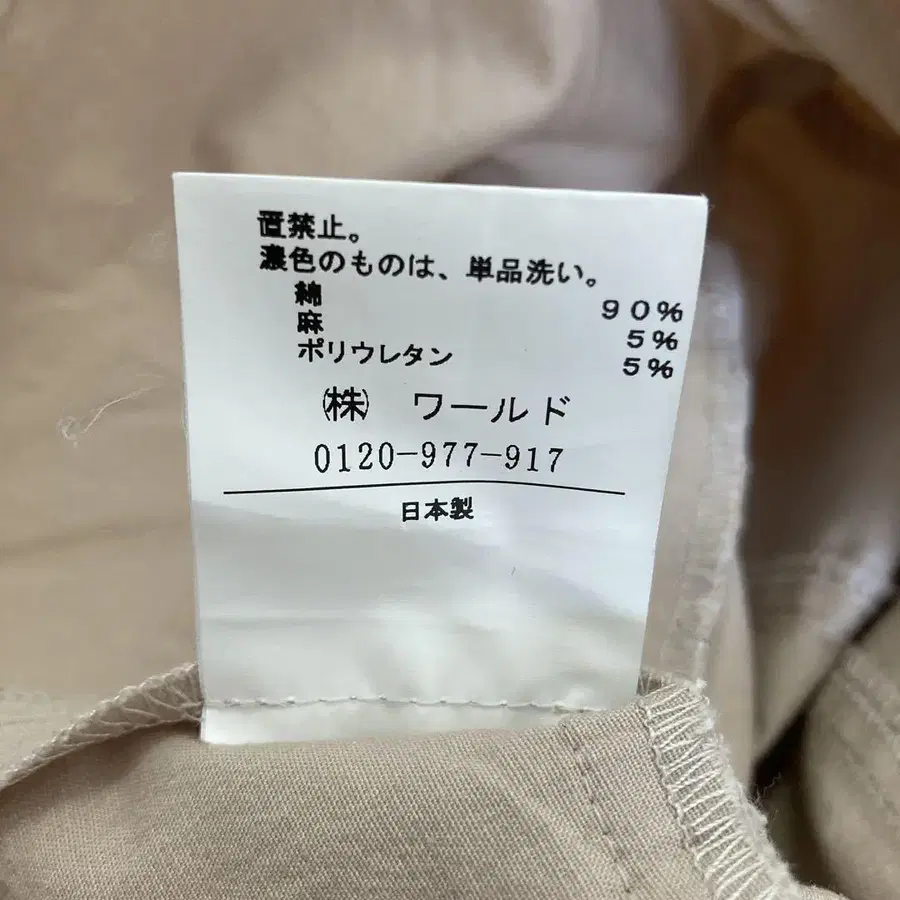 置禁止。
濃色のものは、単品洗い。
綿 90%
麻 5%
ポリウレタン 5%
㈱ ワールド
0120-977-917
日本製